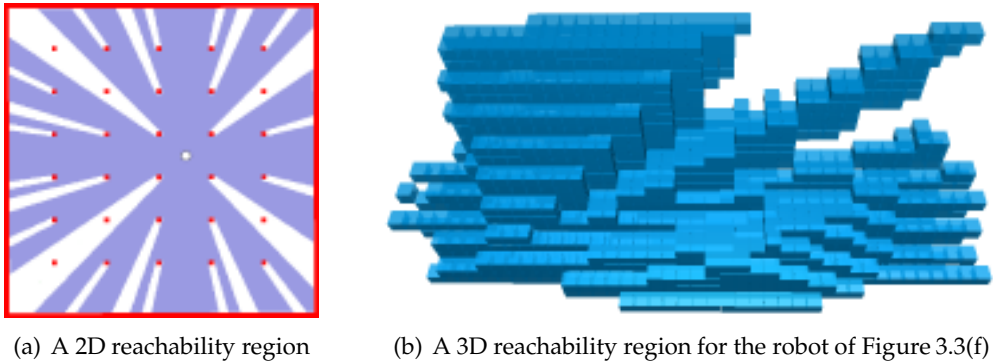 (a) A 2D reachability region
(b) A 3D reachability region for the robot of Figure 3.3(f)